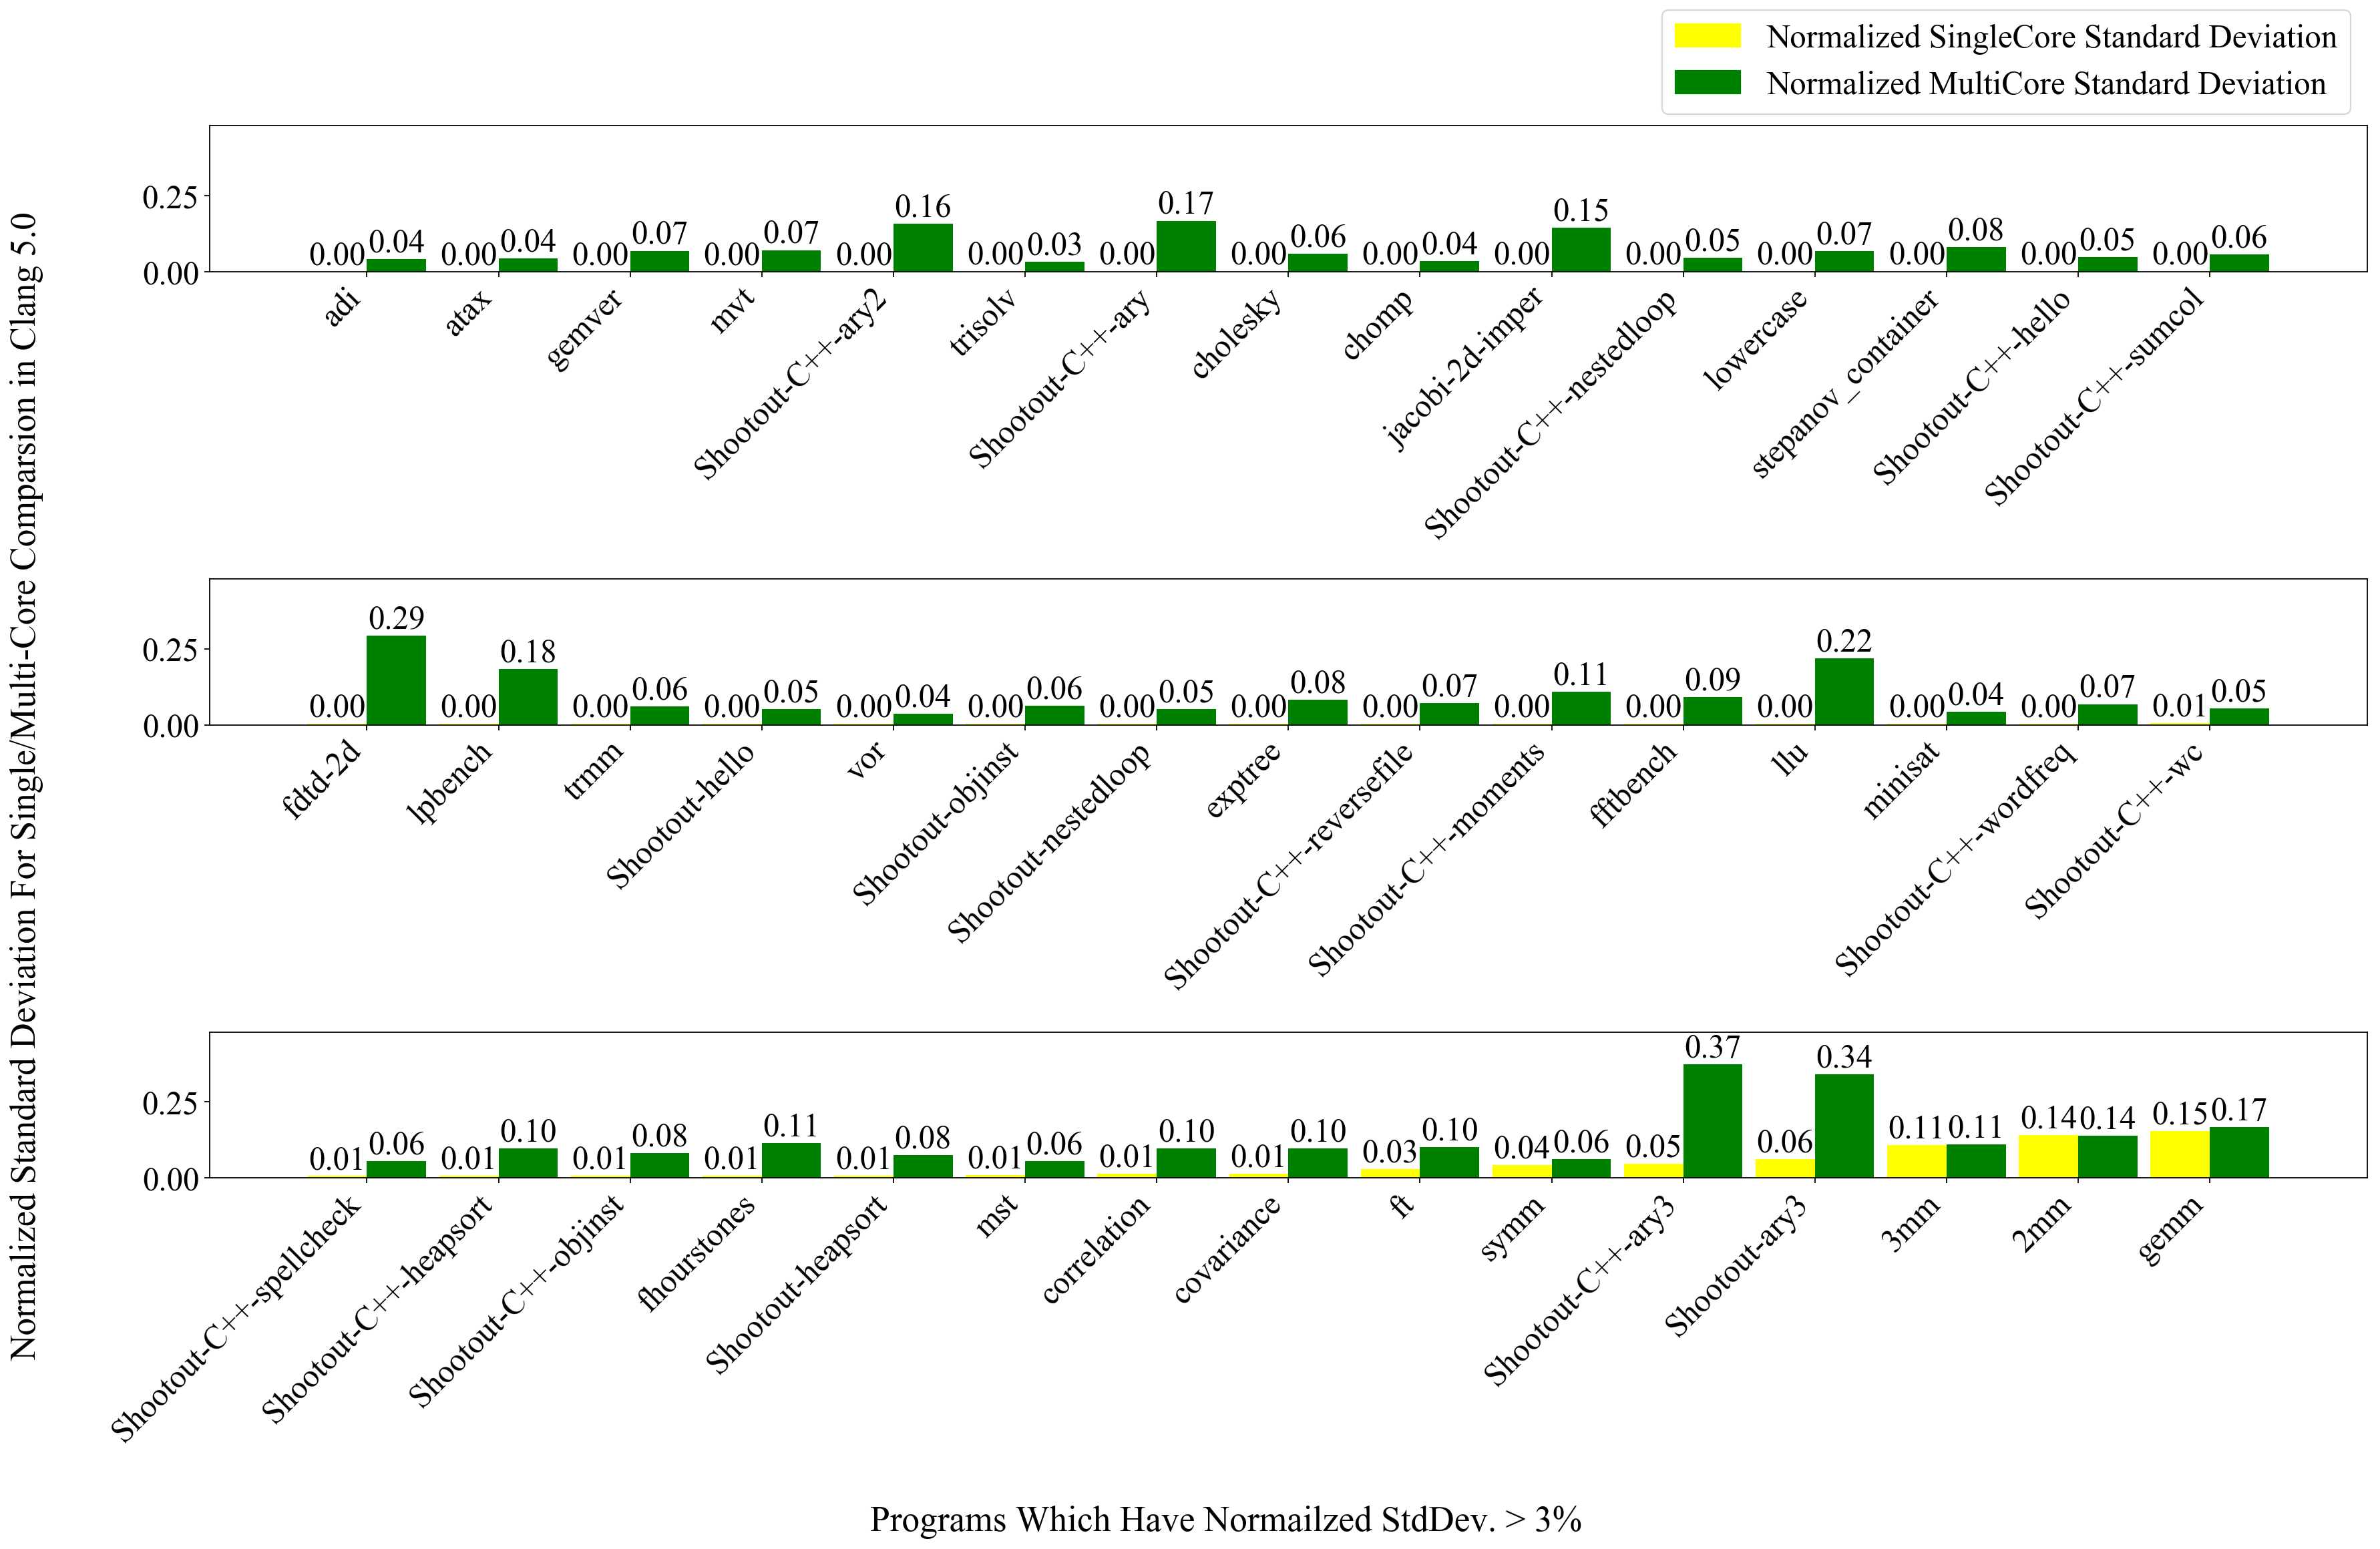 Normalized SingleCore Standard Deviation
Normalized MultiCore Standard Deviation
Normalized Standard Deviation For Single/Multi-Core Comparsion in Clang 5.0
0.25
0.00
0.00 0.04 0.00 0.04 0.00 0.07 0.00 0.07 0.00 0.16 0.00 0.03 0.00 0.17 0.00 0.06 0.00 0.04 0.00 0.15 0.00 0.05 0.00 0.07 0.00 0.08 0.00 0.05 0.00 0.06
adi
atax
gemver
mvt
Shootout-C++-ary2
trisolv
Shootout-C++-ary
cholesky
chomp
jacobi-2d-imper
Shootout-C++-nestedloop
lowercase
stepanov_container
Shootout-C++-hello
Shootout-C++-sumcol
0.25
0.00
0.00 0.29 0.00 0.18 0.00 0.06 0.00 0.05 0.00 0.04 0.00 0.06 0.00 0.05 0.00 0.08 0.00 0.07 0.00 0.11 0.00 0.09 0.00 0.22 0.00 0.04 0.00 0.07 0.01 0.05
fdtd-2d
lpbench
trmm
Shootout-hello
vor
Shootout-objinst
Shootout-nestedloop
exptree
Shootout-C++-reversefile
Shootout-C++-moments
fftbench
llu
minisat
Shootout-C++-wordfreq
Shootout-C++-wc
0.25
0.00
0.01 0.06 0.01 0.10 0.01 0.08 0.01 0.11 0.01 0.08 0.01 0.06 0.01 0.10 0.01 0.10 0.03 0.10 0.04 0.06 0.05 0.37 0.06 0.34 0.11 0.11 0.14 0.14 0.15 0.17
Shootout-C++-spellcheck
Shootout-C++-heapsort
Shootout-C++-objinst
fhourstones
Shootout-heapsort
mst
correlation
covariance
ft
symm
Shootout-C++-ary3
Shootout-ary3
3mm
2mm
gemm
Programs Which Have Normailzed StdDev. > 3%